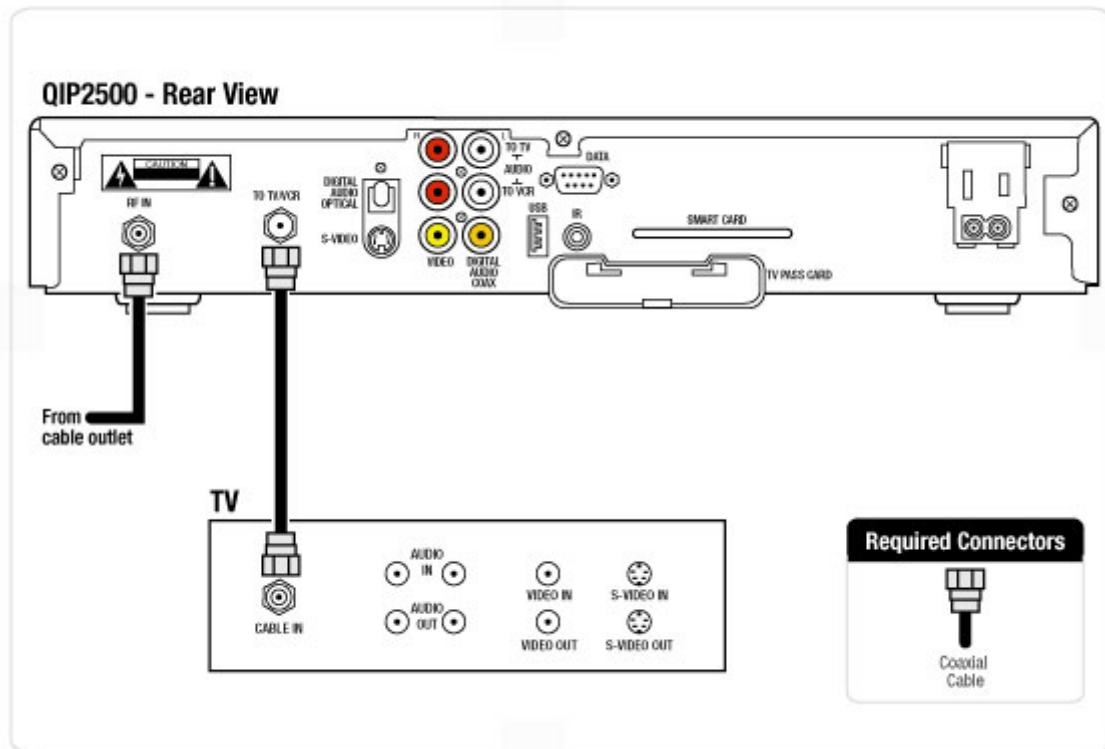 QIP2500 - Rear View
CAUTION
RF IN
TO TV/VCR
DIGITAL
AUDIO
OPTICAL
S-VIDEO
R
L
TO TV
AUDIO
TO VCR
VIDEO
DIGITAL
AUDIO
COAX
DATA
USB
IR
SMART CARD
TV PASS CARD
From
cable outlet
TV
CABLE IN
AUDIO
IN
AUDIO
OUT
VIDEO IN
VIDEO OUT
S-VIDEO IN
S-VIDEO OUT
Required Connectors
Coaxial
Cable